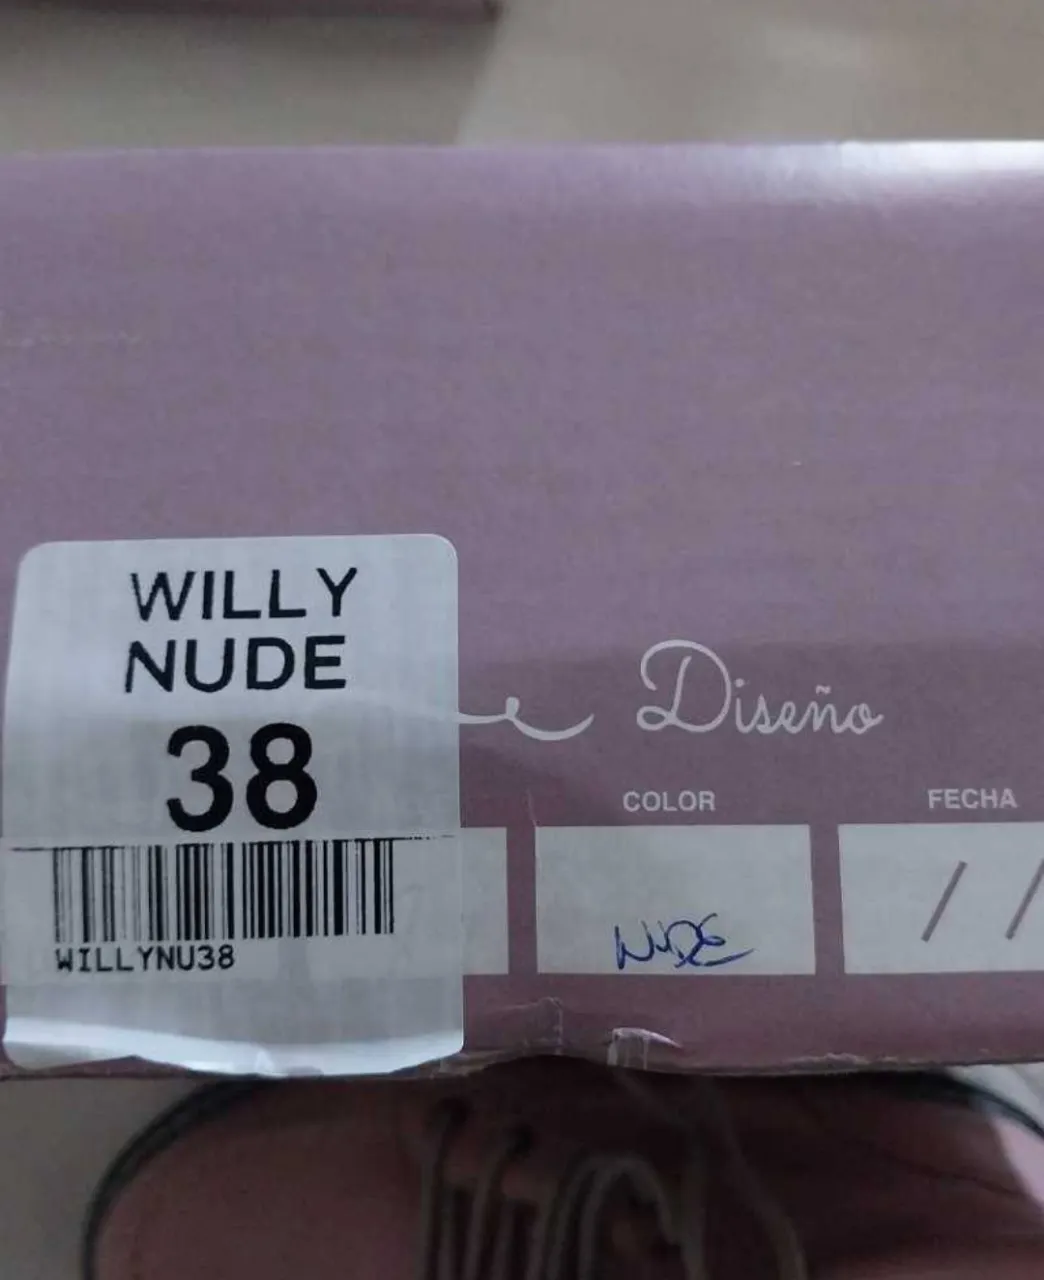 WILLY
NUDE
38
WILLYNU38
Diseño
COLOR
FECHA
NUDE
/ /